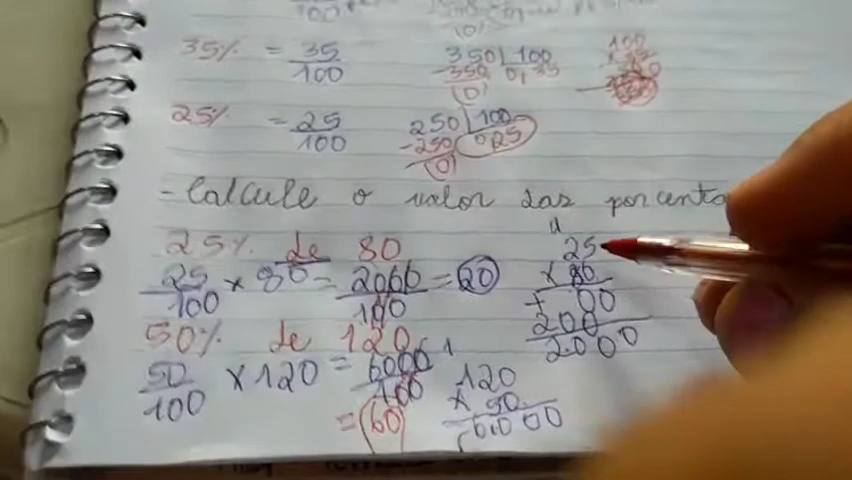 35% = 35/100 350 100
-350 0,35
(0)
25% = 25/100 250 100
-250 0,25
(0)
- Calcule o valor das porcenta
25% de 80
25/100 × 80 = 2000/100 = 20
25
× 80
+ 00
200
2000
50% de 120
50/100 × 120 = 6000/100
= 60
120
× 50
6000